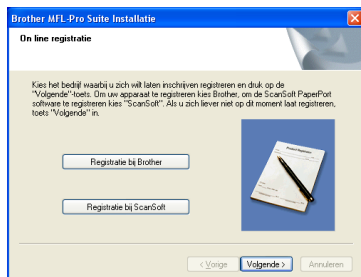 Brother MFL-Pro Suite Installatie
On line registratie
Kies het bedrijf waarbij u zich wilt laten inschrijven registreren en druk op de
"Volgende"-toets. Om uw apparaat te registreren kies Brother, om de ScanSoft PaperPort
software te registreren kies "ScanSoft". Als u zich liever niet op dit moment laat registreren,
toets "Volgende" in.
Registratie bij Brother
Registratie bij ScanSoft
< Vorige
Volgende >
Annuleren